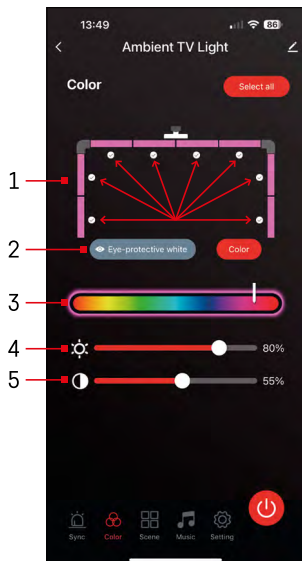 13:49
86
Ambient TV Light
Color
Select all
1
2
Eye-protective white
Color
3
4
80%
5
55%
Sync
Color
Scene
Music
Setting